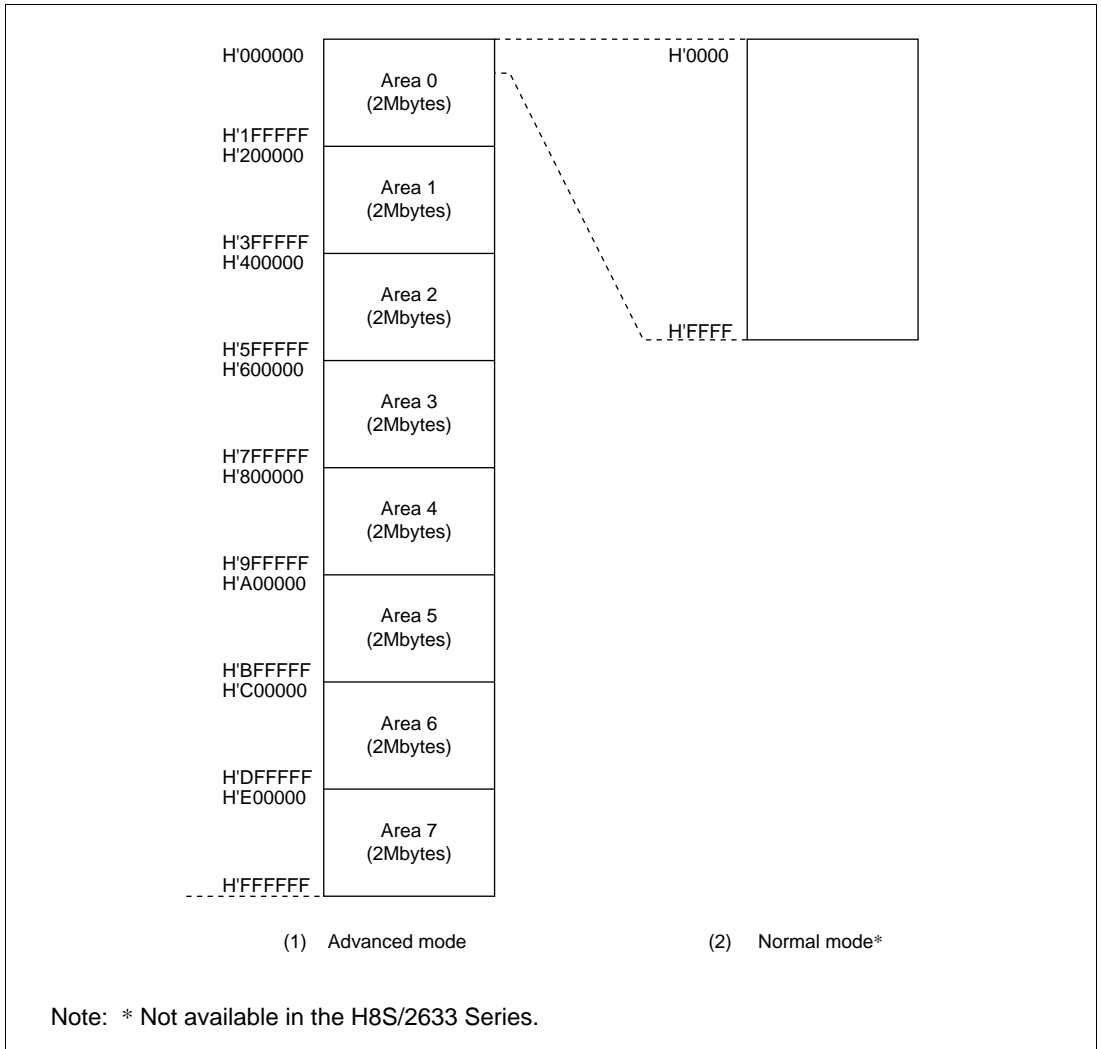 H'000000
Area 0
(2Mbytes)
H'1FFFFF
H'200000
Area 1
(2Mbytes)
H'3FFFFF
H'400000
Area 2
(2Mbytes)
H'5FFFFF
H'600000
Area 3
(2Mbytes)
H'7FFFFF
H'800000
Area 4
(2Mbytes)
H'9FFFFF
H'A00000
Area 5
(2Mbytes)
H'BFFFFF
H'C00000
Area 6
(2Mbytes)
H'DFFFFF
H'E00000
Area 7
(2Mbytes)
H'FFFFFF
(1) Advanced mode
H'0000
H'FFFF
(2) Normal mode*
Note: * Not available in the H8S/2633 Series.